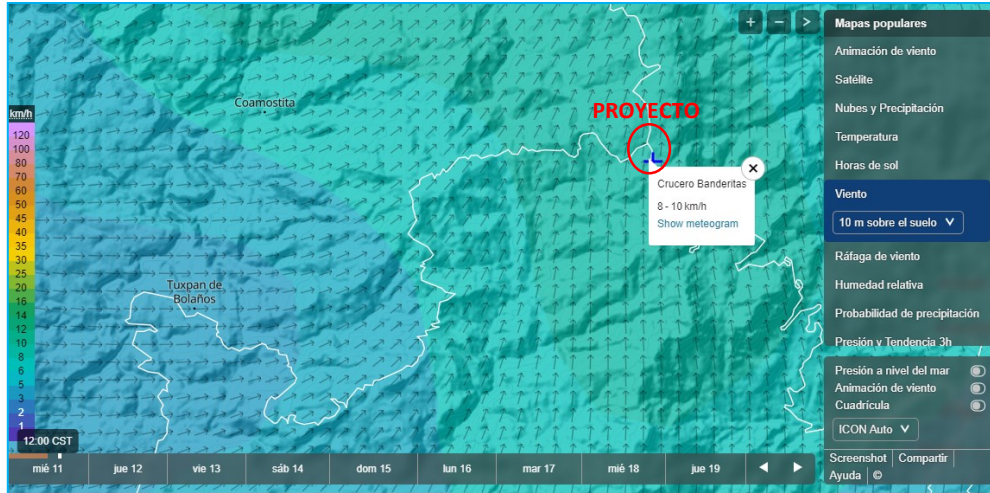 Mapas populares
Animación de viento
Satélite
Nubes y Precipitación
Temperatura
Horas de sol
Viento
10 m sobre el suelo
Ráfaga de viento
Humedad relativa
Probabilidad de precipitación
Presión y Tendencia 3h
Presión a nivel del mar
Animación de viento
Cuadrícula
ICON Auto
Screenshot Compartir
Ayuda ©
Coamostita
PROYECTO
Crucero Banderitas
8 - 10 km/h
Show meteogram
Tuxpan de
Bolaños
km/h
120
100
80
70
60
50
45
40
35
30
25
20
16
14
12
10
8
6
5
3
2
1
12:00 CST
mié 11 jue 12 vie 13 sáb 14 dom 15 lun 16 mar 17 mié 18 jue 19